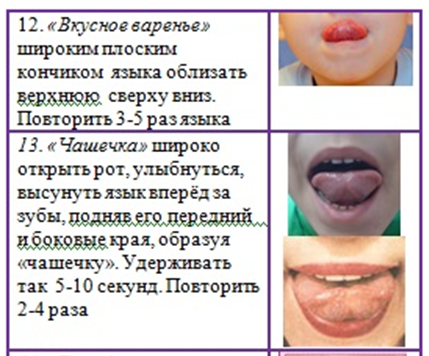 12. «Вкусное варенье»
широким плоским
кончиком языка облизать
верхнюю сверху вниз.
Повторить 3-5 раз языка
13. «Чашечка» широко
открыть рот, улыбнуться,
высунуть язык вперёд за
зубы, подняв его передний
и боковые края, образуя
«чашечку». Удерживать
так 5-10 секунд. Повторить
2-4 раза